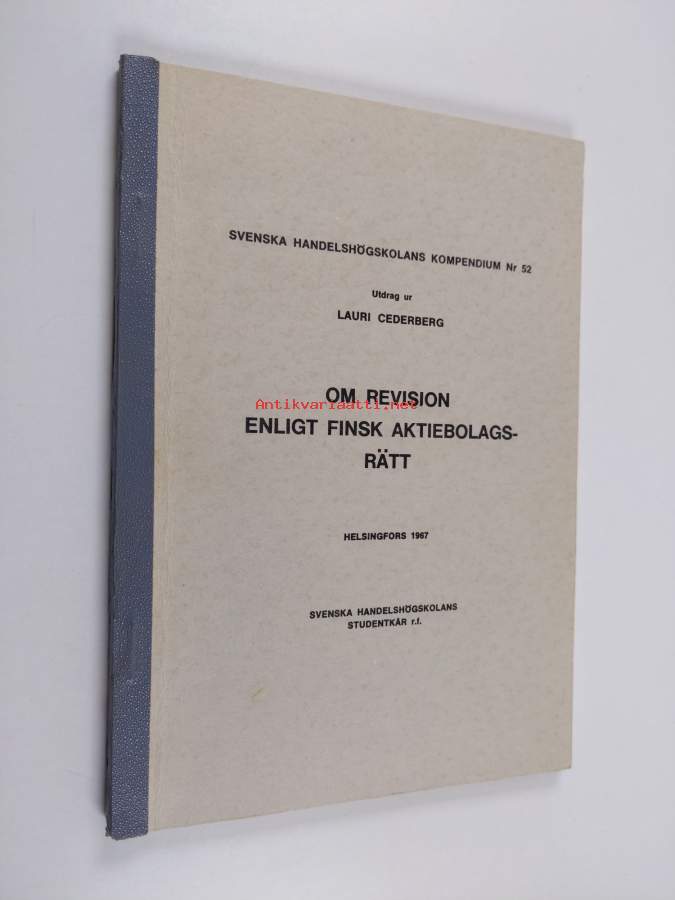 SVENSKA HANDELSHÖGSKOLANS KOMPENDIUM Nr 52
Utdrag ur
LAURI CEDERBERG
OM REVISION
Antikvariaatti.net
ENLIGT FINSK AKTIEBOLAGS-
RÄTT
HELSINGFORS 1967
SVENSKA HANDELSHÖGSKOLANS
STUDENTKÅR r.f.